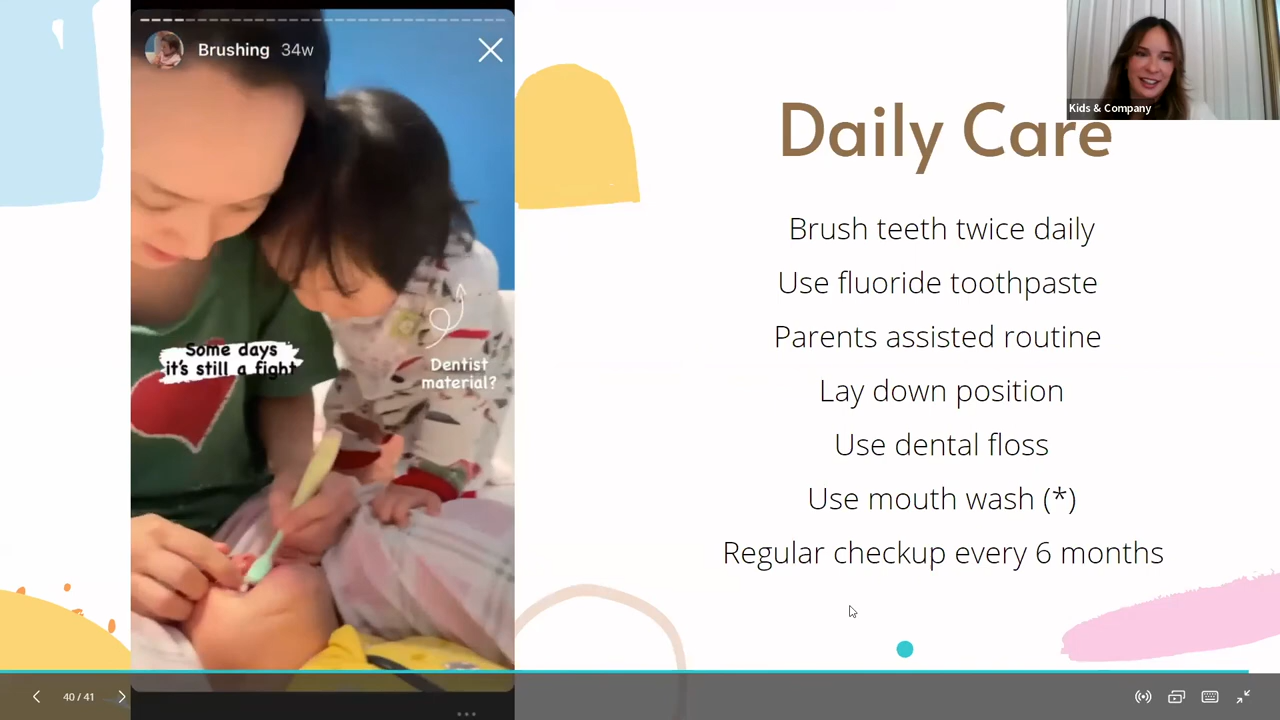 Brushing 34w
Some days
it's still a fight
Dentist
material?
Kids & Company
Daily Care
Brush teeth twice daily
Use fluoride toothpaste
Parents assisted routine
Lay down position
Use dental floss
Use mouth wash (*)
Regular checkup every 6 months
40 / 41